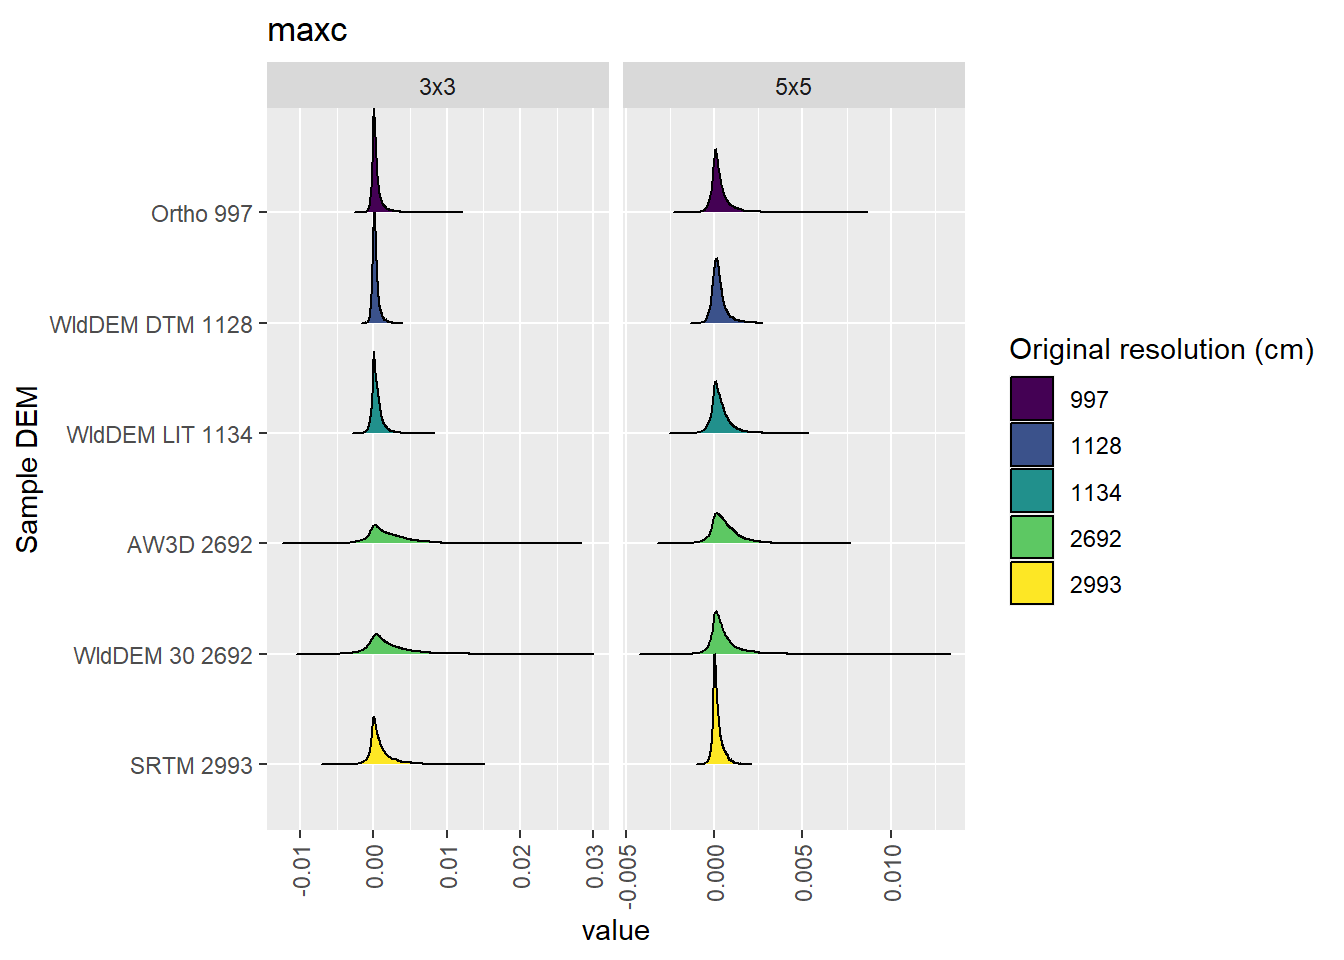 maxc
3x3
5x5
Sample DEM
Ortho 997
WldDEM DTM 1128
WldDEM LIT 1134
AW3D 2692
WldDEM 30 2692
SRTM 2993
-0.01
0.00
0.01
0.02
0.03
-0.005
0.000
0.005
0.010
value
Original resolution (cm)
997
1128
1134
2692
2993